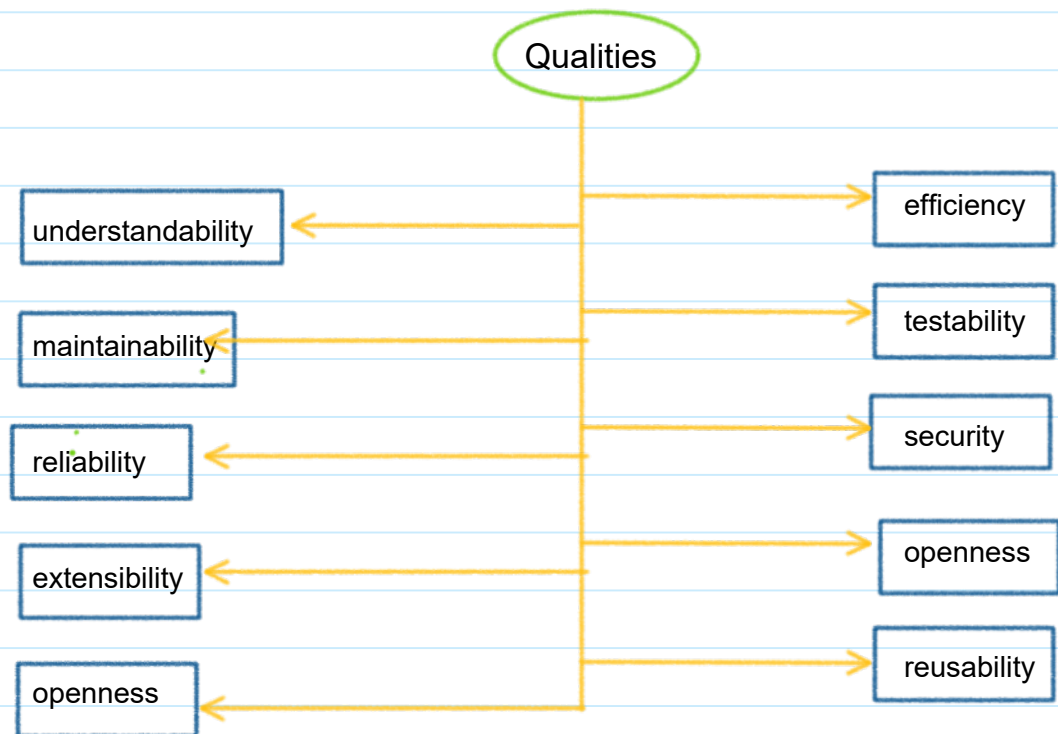 Qualities
understandability
efficiency
maintainability
testability
reliability
security
extensibility
openness
openness
reusability